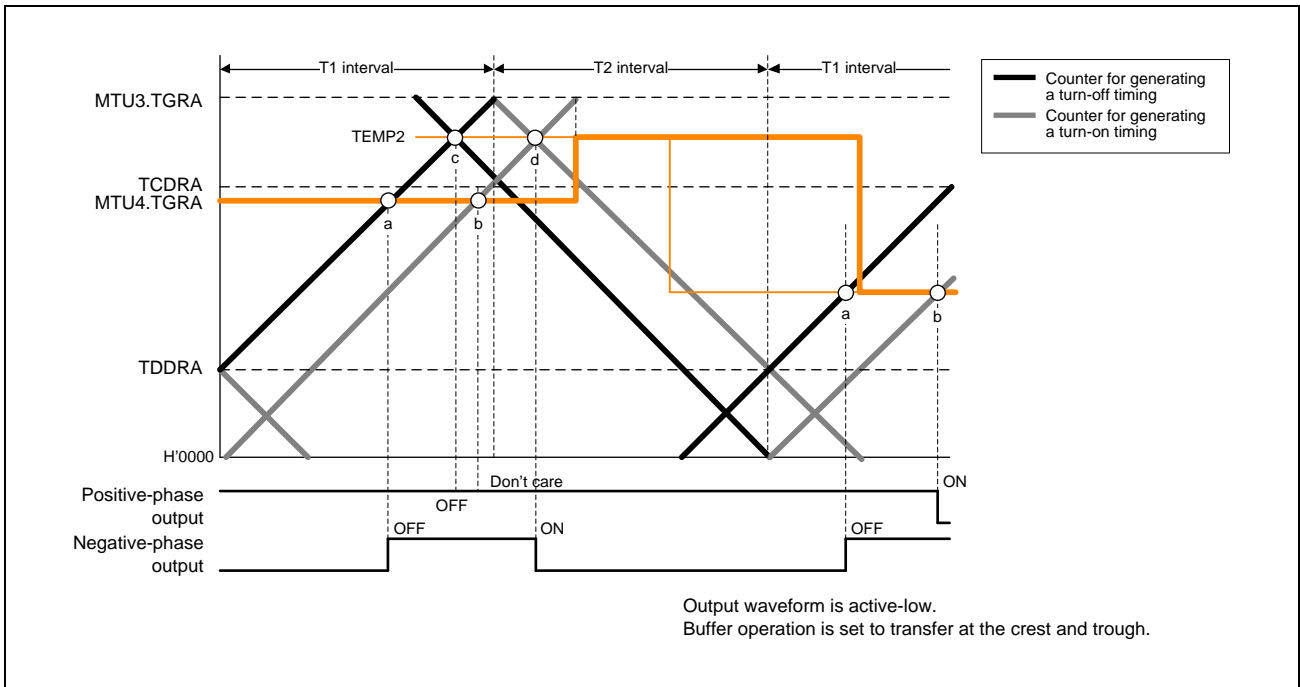 T1 interval
T2 interval
T1 interval
Counter for generating
a turn-off timing
Counter for generating
a turn-on timing
MTU3.TGRA
TEMP2
c
d
TCDRA
MTU4.TGRA
a
b
a
b
TDDRA
H'0000
Positive-phase
output
Don't care
OFF
ON
Negative-phase
output
OFF
ON
OFF
Output waveform is active-low.
Buffer operation is set to transfer at the crest and trough.